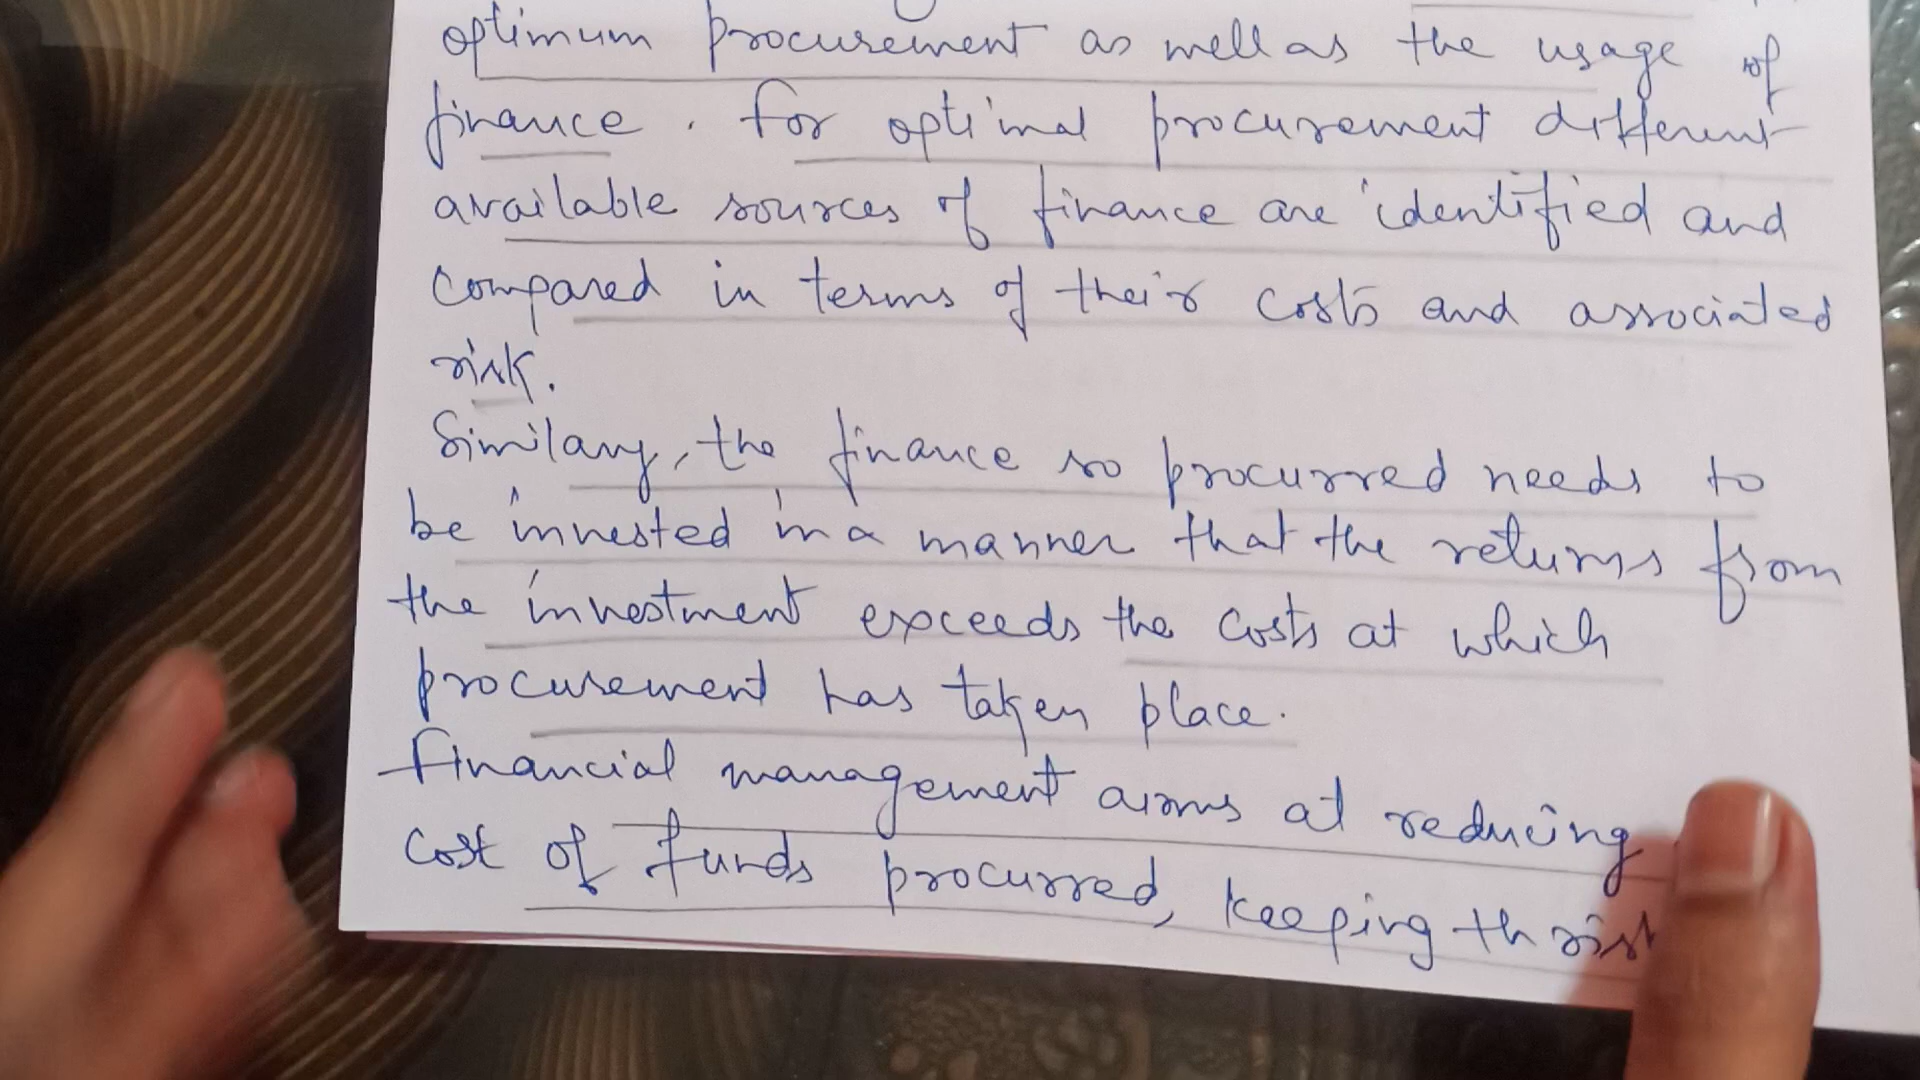 optimum procurement as well as the usage of
finance. For optimal procurement different
available sources of finance are identified and
compared in terms of their costs and associated
risk.
Similary, the finance so procurred needs to
be invested in a manner that the returns from
the investment exceeds the costs at which
procurement has taken place.
Financial management aims at reducing
cost of funds procurred, keeping th